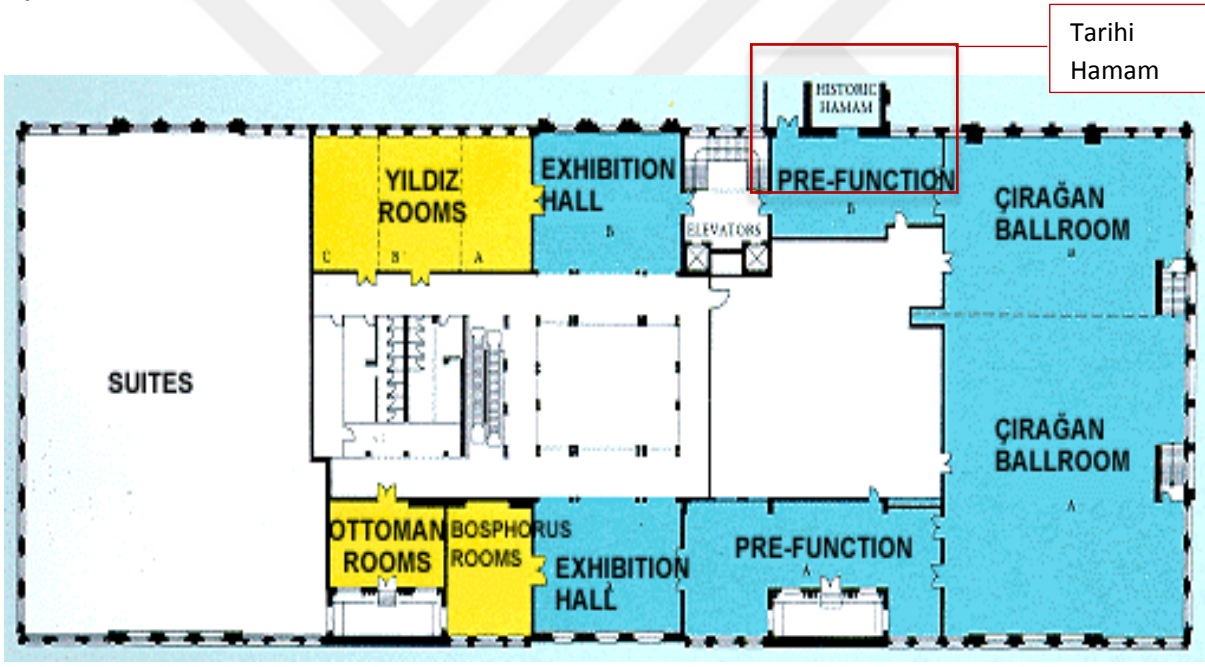 Tarihi
Hamam
HISTORIC
HAMAM
YILDIZ
ROOMS
C
B
A
EXHIBITION
HALL
B
ELEVATORS
PRE-FUNCTION
B
ÇIRAĞAN
BALLROOM
B
SUITES
ÇIRAĞAN
BALLROOM
A
OTTOMAN
ROOMS
BOSPHORUS
ROOMS
EXHIBITION
HALL
A
PRE-FUNCTION
A